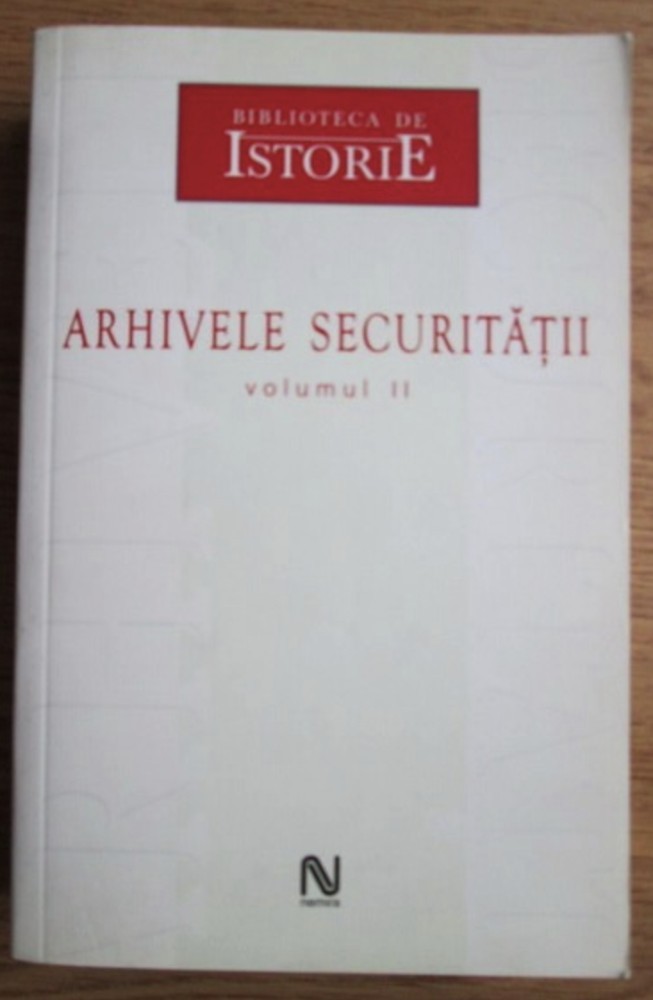 BIBLIOTECA DE
ISTORIE
ARHIVELE SECURITĂȚII
volumul II
nemira